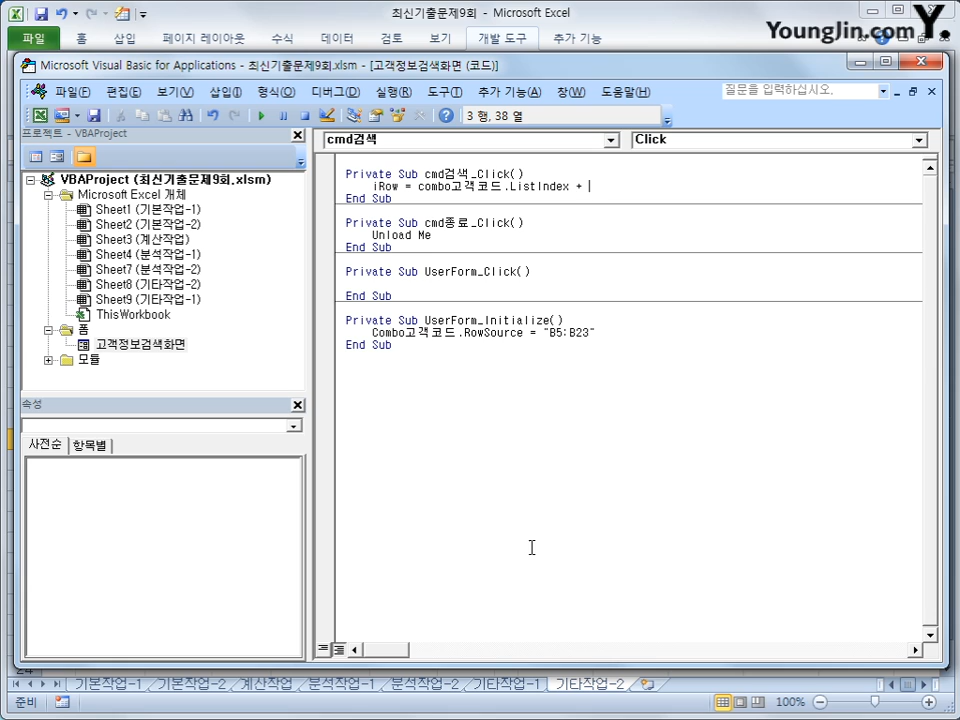 최신기출문제9회 - Microsoft Excel
YoungJin.com Y.
파일 홈 삽입 페이지 레이아웃 수식 데이터 검토 보기 개발 도구 추가 기능
Microsoft Visual Basic for Applications - 최신기출문제9회.xlsm - [고객정보검색화면 (코드)]
파일(F) 편집(E) 보기(V) 삽입(I) 형식(O) 디버그(D) 실행(R) 도구(T) 추가 기능(A) 창(W) 도움말(H) 질문을 입력하십시오.
3 행, 38 열
프로젝트 - VBAProject
cmd검색 Click
VBAProject (최신기출문제9회.xlsm)
Microsoft Excel 개체
Sheet1 (기본작업-1)
Sheet2 (기본작업-2)
Sheet3 (계산작업)
Sheet4 (분석작업-1)
Sheet7 (분석작업-2)
Sheet8 (기타작업-2)
Sheet9 (기타작업-1)
ThisWorkbook
폼
고객정보검색화면
모듈
속성
사전순 항목별
Private Sub cmd검색_Click()
iRow = combo고객코드.ListIndex +
End Sub
Private Sub cmd종료_Click()
Unload Me
End Sub
Private Sub UserForm_Click()
End Sub
Private Sub UserForm_Initialize()
Combo고객코드.RowSource = "B5:B23"
End Sub
기본작업-1 기본작업-2 계산작업 분석작업-1 분석작업-2 기타작업-1 기타작업-2
준비 100%